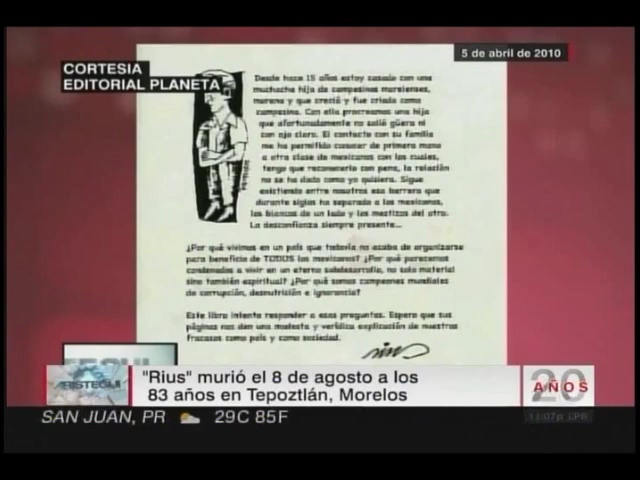 5 de abril de 2010
CORTESIA
EDITORIAL PLANETA
Desde hace 15 años estoy casado con una
muchacha hija de campesinos morelenses,
morena y que creció y fue criada como
campesina. Con ella procreamos una hija
que afortunadamente no salió güera ni
con ojo claro. El contacto con su familia
me ha permitido conocer de primera mano
a otra clase de mexicanos con los cuales,
tengo que reconocerlo con pena, la relación
no se ha dado como yo quisiera. Sigue
existiendo entre nosotros esa barrera que
durante siglos ha separado a los mexicanos,
los blancos de un lado y los mestizos del otro.
La desconfianza siempre presente...
¿Por qué vivimos en un país que todavía no acaba de organizarse
para beneficio de TODOS los mexicanos? ¿Por qué parecemos
condenados a vivir en un eterno subdesarrollo, no solo material
sino también espiritual? ¿Por qué somos campeones mundiales
de corrupción, desnutrición e ignorancia?
Este libro intenta responder a esas preguntas. Espero que sus
páginas nos den una modesta y verídica explicación de nuestros
fracasos como país y como sociedad.
rius
ARISTEGUI
"Rius" murió el 8 de agosto a los
83 años en Tepoztlán, Morelos
20
AÑOS
SAN JUAN, PR 29C 85F
11:07p